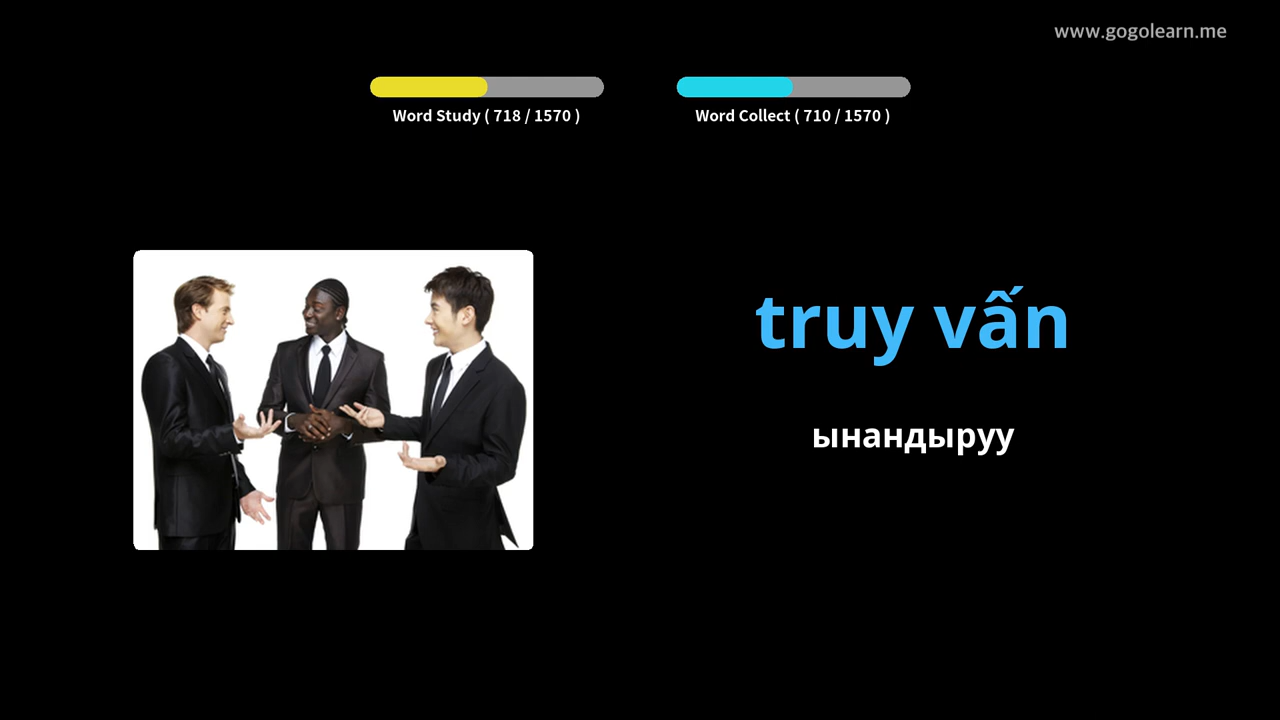 www.gogolearn.me
Word Study ( 718 / 1570 )
Word Collect ( 710 / 1570 )
truy vấn
ынандыруу